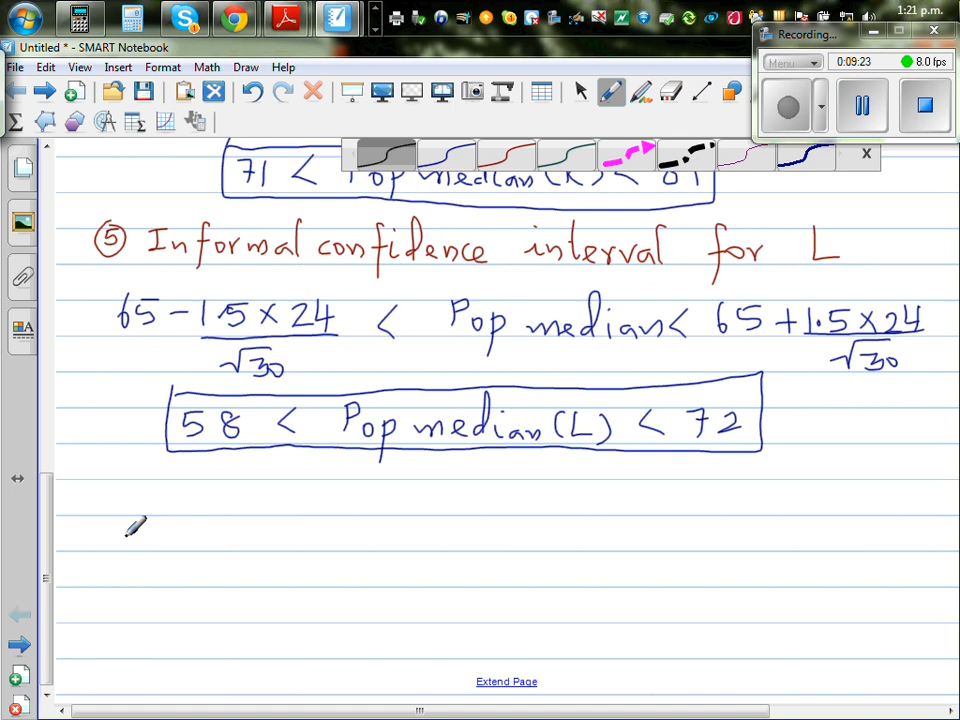 1:21 p.m.
Untitled * - SMART Notebook
Recording...
File Edit View Insert Format Math Draw Help
Menu 0:09:23 8.0 fps
X
71 < Pop median(K) <
⑤ Informal confidence interval for L
65 - 1.5 × 24 < Pop median < 65 + 1.5 × 24
√30 √30
58 < Pop median (L) < 72
Extend Page